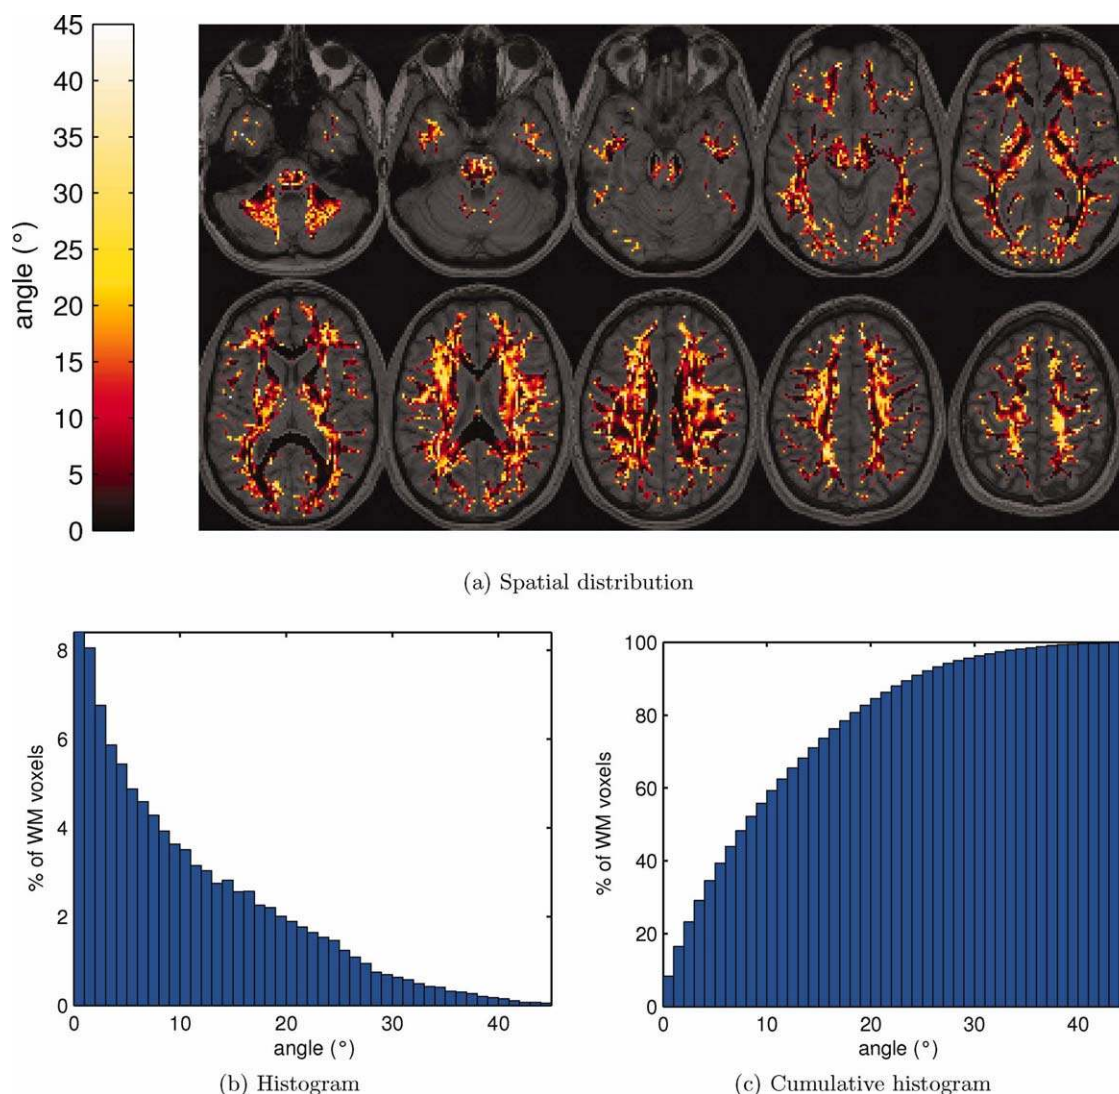 45
40
35
30
25
20
15
10
5
0
angle (°)
(a) Spatial distribution
8
6
4
2
0
% of WM voxels
0 10 20 30 40
angle (°)
(b) Histogram
100
80
60
40
20
0
% of WM voxels
0 10 20 30 40
angle (°)
(c) Cumulative histogram